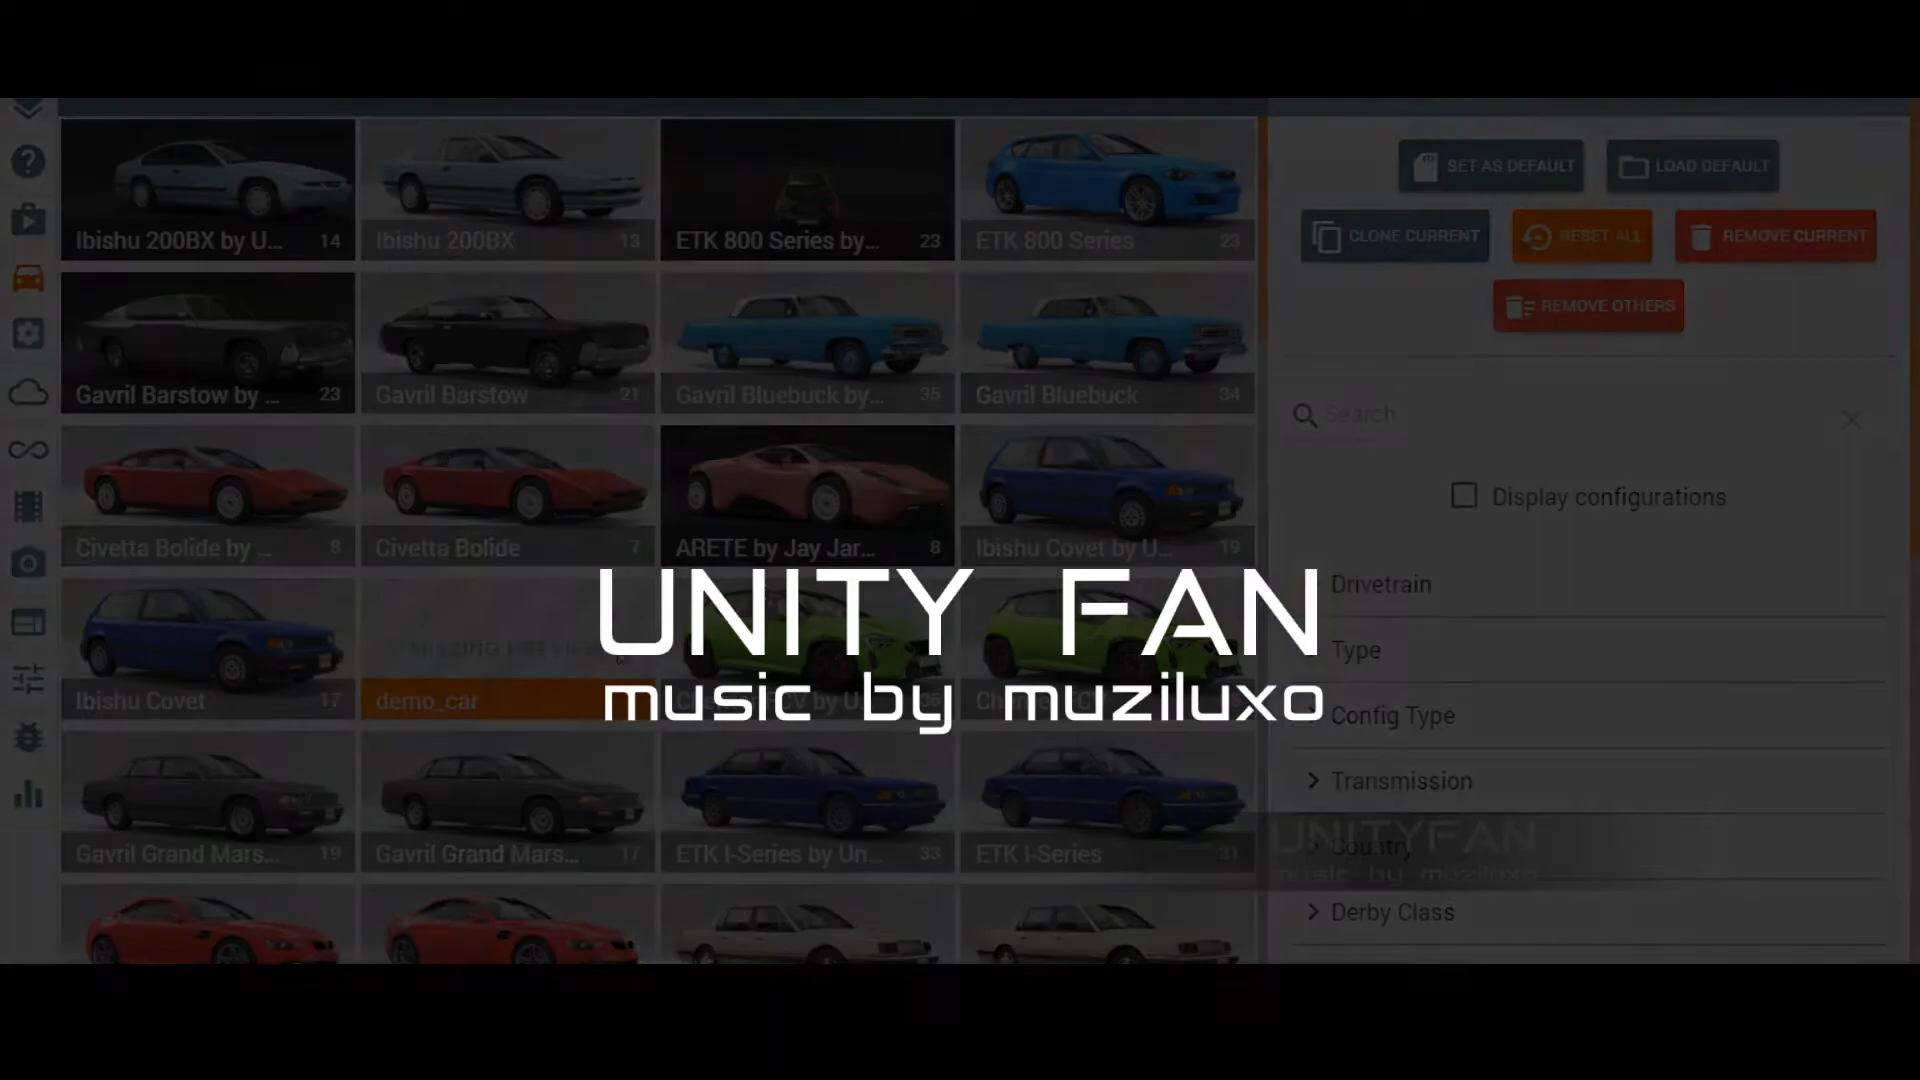 SET AS DEFAULT
LOAD DEFAULT
Ibishu 200BX by U... 14
Ibishu 200BX 13
ETK 800 Series by... 23
ETK 800 Series 23
CLONE CURRENT
RESET ALL
REMOVE CURRENT
REMOVE OTHERS
Gavril Barstow by ... 23
Gavril Barstow 21
Gavril Bluebuck by... 35
Gavril Bluebuck 34
Search
Display configurations
Civetta Bolide by ... 8
Civetta Bolide 7
ARETE by Jay Jar... 8
Ibishu Covet by U... 19
Drivetrain
UNITY FAN
Type
music by muziluxo
Ibishu Covet 17
demo_car
Config Type
Transmission
Gavril Grand Mars... 19
Gavril Grand Mars... 17
ETK I-Series by Un... 33
ETK I-Series 31
UNITYFAN
Country
music by muziluxo
Derby Class